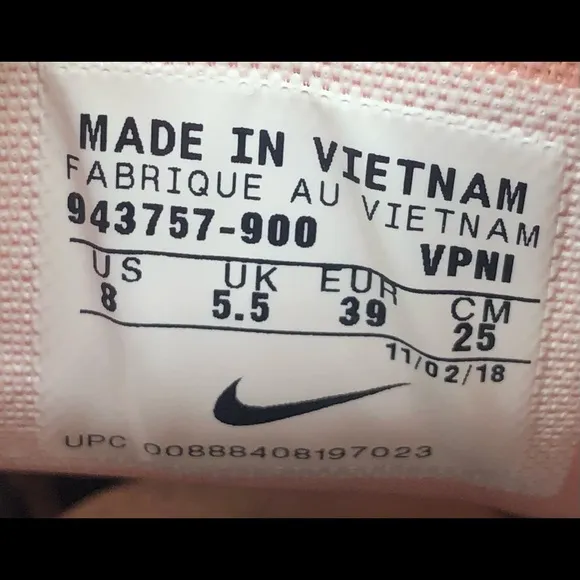 MADE IN VIETNAM
FABRIQUE AU VIETNAM
943757-900 VPNI
US UK EUR CM
8 5.5 39 25
11/02/18
UPC 00888408197023